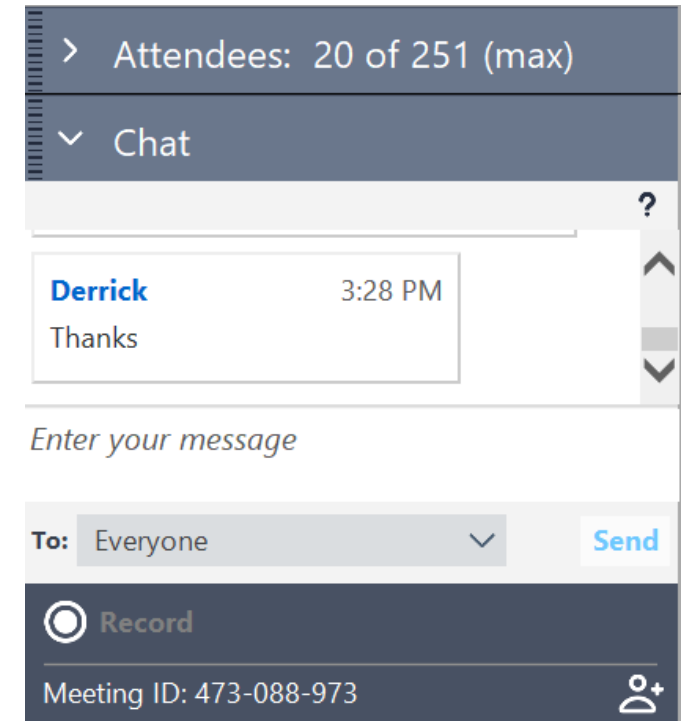 Attendees: 20 of 251 (max)
Chat
?
Derrick 3:28 PM
Thanks
Enter your message
To: Everyone Send
Record
Meeting ID: 473-088-973